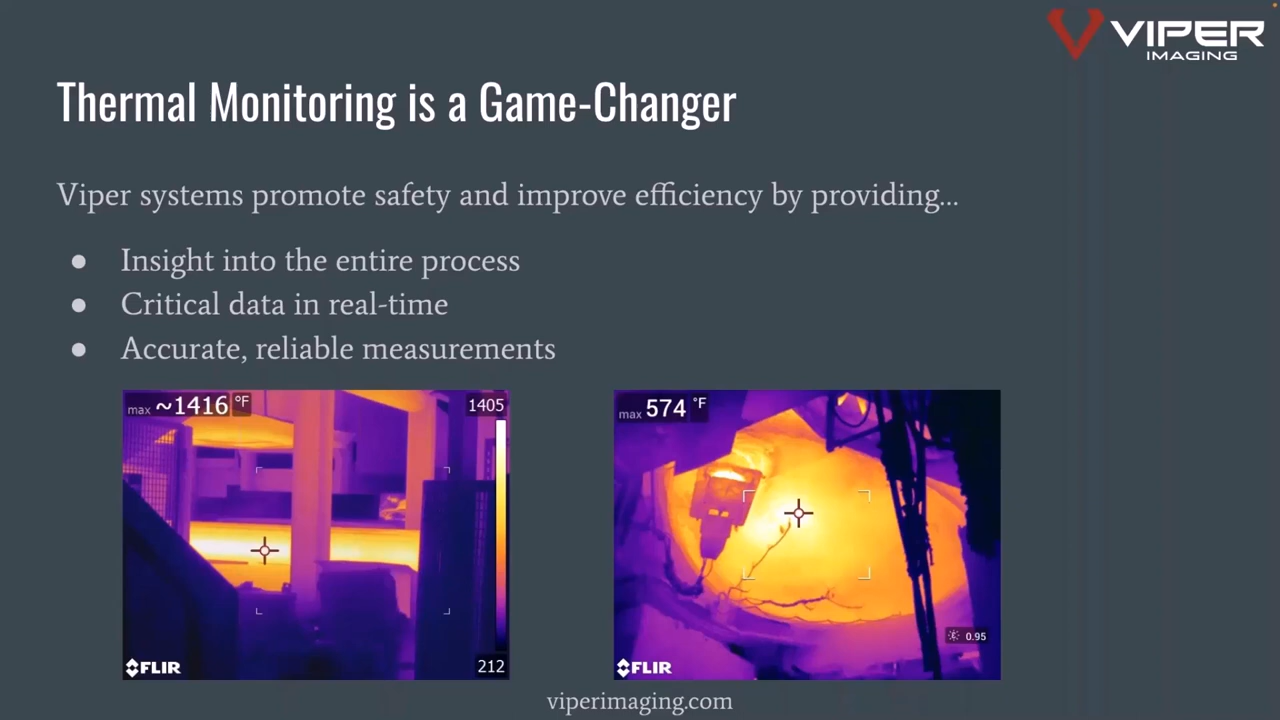 VIPER
IMAGING
Thermal Monitoring is a Game-Changer
Viper systems promote safety and improve efficiency by providing...
● Insight into the entire process
● Critical data in real-time
● Accurate, reliable measurements
max ~1416 °F
1405
212
FLIR
max 574 °F
0.95
FLIR
viperimaging.com